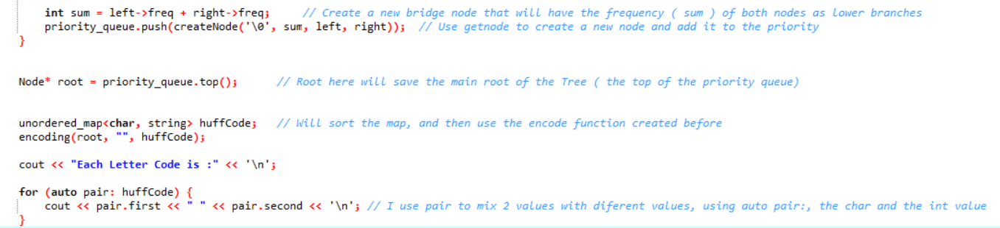 int sum = left->freq + right->freq;     // Create a new bridge node that will have the frequency ( sum ) of both nodes as lower branches
priority_queue.push(createNode('\0', sum, left, right));  // Use getnode to create a new node and add it to the priority
}
Node* root = priority_queue.top();      // Root here will save the main root of the Tree ( the top of the priority queue)
unordered_map<char, string> huffCode;   // Will sort the map, and then use the encode function created before
encoding(root, "", huffCode);
cout << "Each Letter Code is :" << '\n';
for (auto pair: huffCode) {
cout << pair.first << " " << pair.second << '\n'; // I use pair to mix 2 values with diferent values, using auto pair:, the char and the int value
}